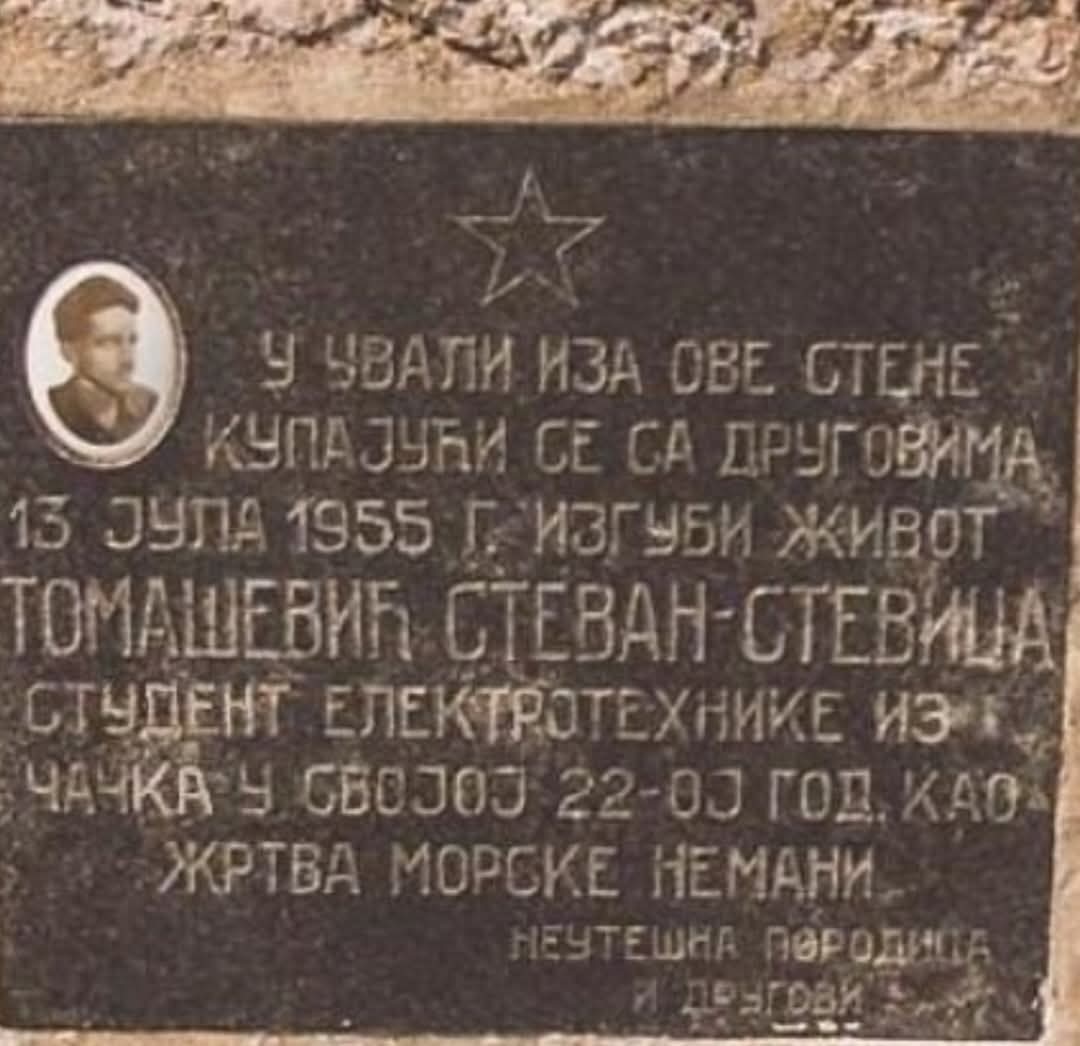 У УВАЛИ ИЗА ОВЕ СТЕНЕ
КУПАЈУЋИ СЕ СА ДРУГОВИМА
13 ЈУЛА 1955 Г. ИЗГУБИ ЖИВОТ
ТОМАШЕВИЋ СТЕВАН-СТЕВИЦА
СТУДЕНТ ЕЛЕКТРОТЕХНИКЕ ИЗ
ЧАЧКА У СВОЈОЈ 22-ОЈ ГОД. КАО
ЖРТВА МОРСКЕ НЕМАНИ
НЕУТЕШНА ПОРОДИЦА
И ДРУГОВИ